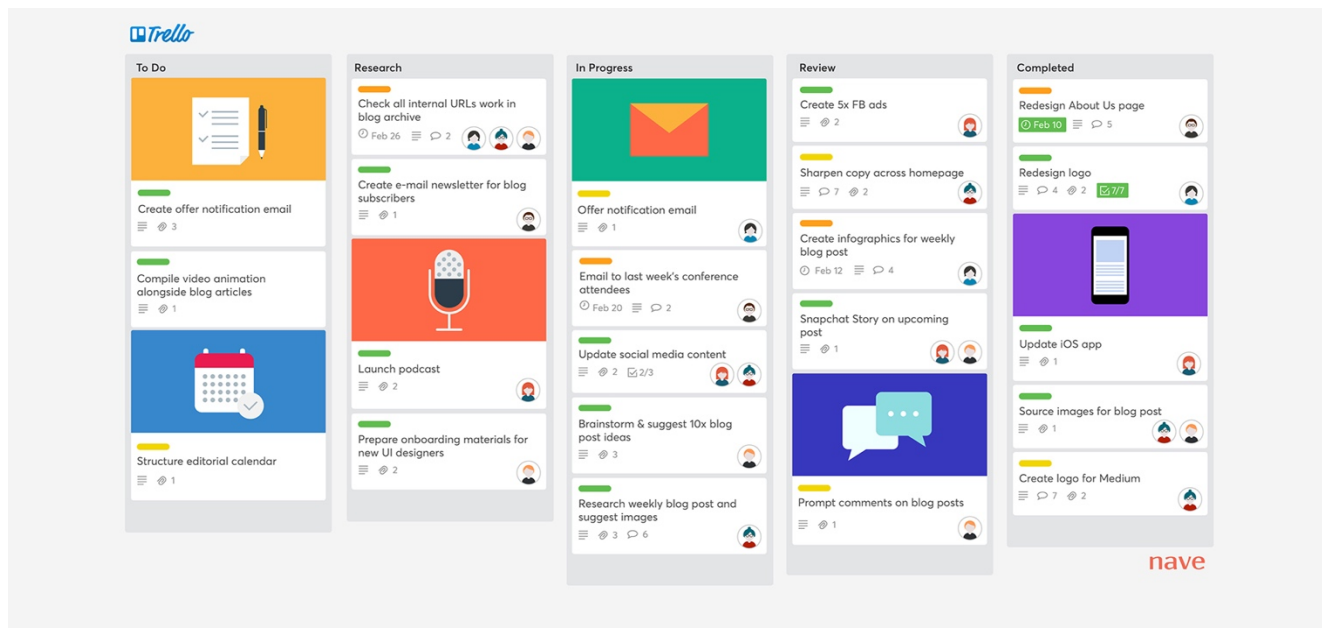 Trello
To Do
Create offer notification email
3
Compile video animation
alongside blog articles
1
Structure editorial calendar
1
Research
Check all internal URLs work in
blog archive
Feb 26 2
Create e-mail newsletter for blog
subscribers
1
Launch podcast
2
Prepare onboarding materials for
new UI designers
2
In Progress
Offer notification email
1
Email to last week's conference
attendees
Feb 20 2
Update social media content
2 2/3
Brainstorm & suggest 10x blog
post ideas
3
Research weekly blog post and
suggest images
3 6
Review
Create 5x FB ads
2
Sharpen copy across homepage
7 2
Create infographics for weekly
blog post
Feb 12 4
Snapchat Story on upcoming
post
1
Prompt comments on blog posts
1
Completed
Redesign About Us page
Feb 10 5
Redesign logo
4 2 7/7
Update iOS app
1
Source images for blog post
1
Create logo for Medium
7 2
nave